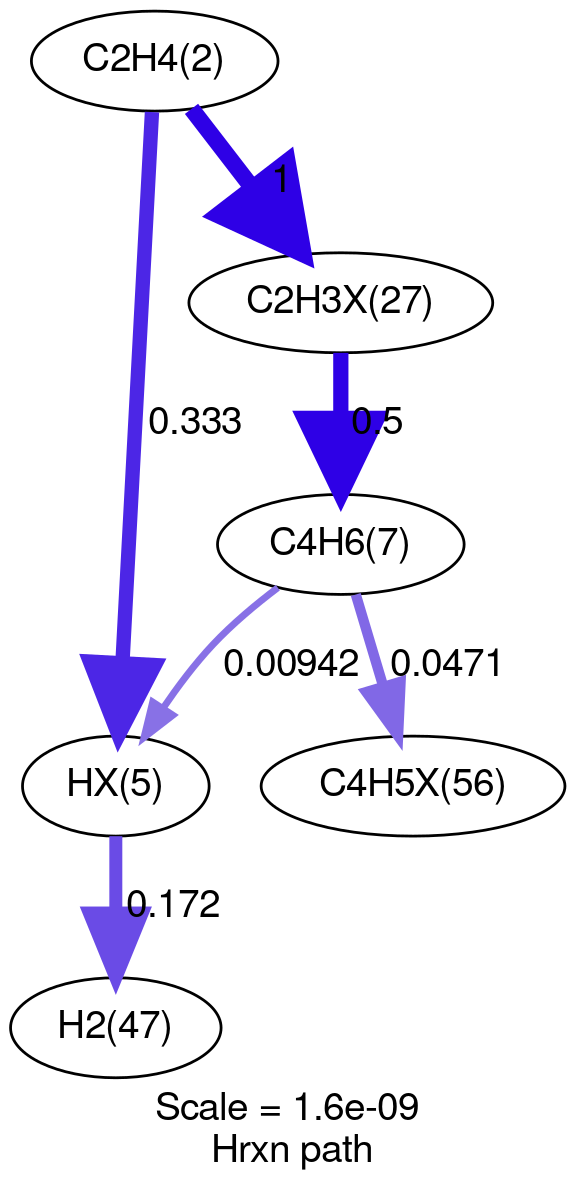 C2H4(2)
1
C2H3X(27)
0.333
0.5
C4H6(7)
0.00942
0.0471
HX(5)
C4H5X(56)
0.172
H2(47)
Scale = 1.6e-09
Hrxn path